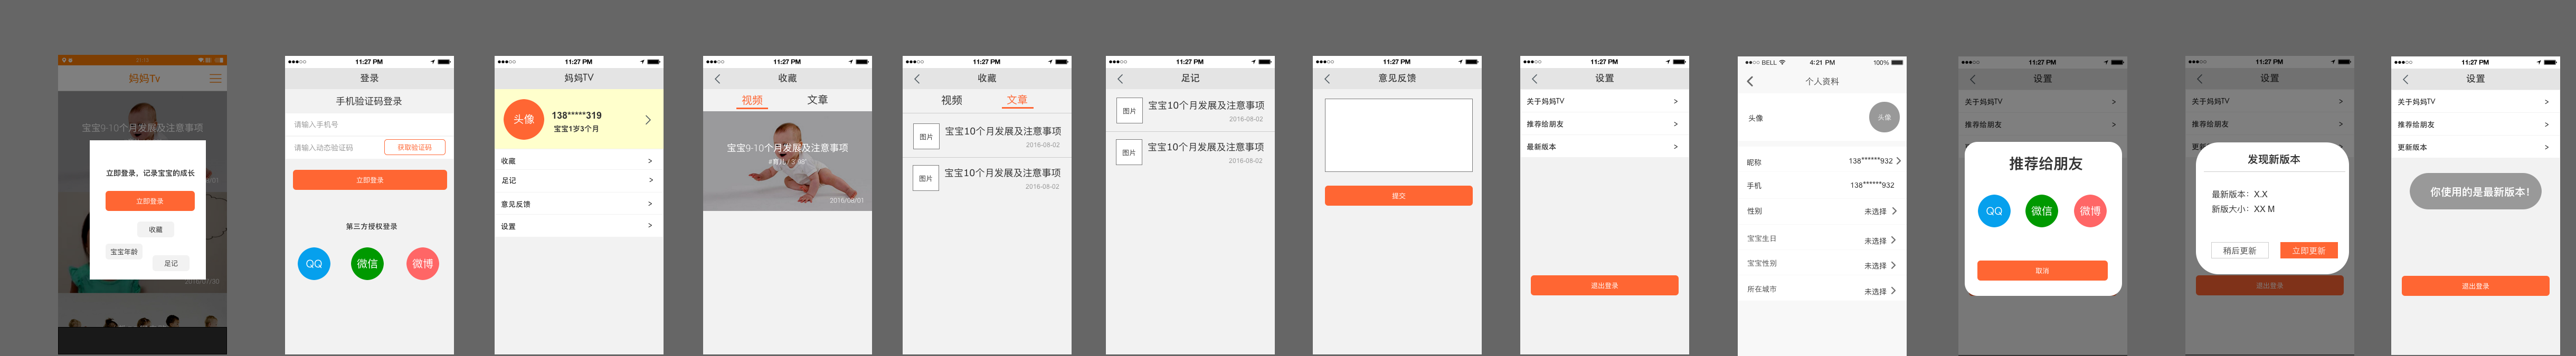 妈妈Tv
宝宝9-10个月发展及注意事项
立即登录，记录宝宝的成长
立即登录
收藏
宝宝年龄
足记
2016/07/30
11:27 PM
登录
手机验证码登录
请输入手机号
请输入动态验证码
获取验证码
立即登录
第三方授权登录
QQ
微信
微博
11:27 PM
妈妈TV
头像
138*****319
宝宝1岁3个月
收藏
>
足记
>
意见反馈
>
设置
>
11:27 PM
收藏
视频
文章
宝宝9-10个月发展及注意事项
2016/08/01
11:27 PM
收藏
视频
文章
图片
宝宝10个月发展及注意事项
2016-08-02
图片
宝宝10个月发展及注意事项
2016-08-02
11:27 PM
足记
图片
宝宝10个月发展及注意事项
2016-08-02
图片
宝宝10个月发展及注意事项
2016-08-02
11:27 PM
意见反馈
提交
11:27 PM
设置
关于妈妈TV
>
推荐给朋友
>
最新版本
>
退出登录
BELL
4:21 PM
100%
个人资料
头像
头像
昵称
138******932
手机
138******932
性别
未选择
宝宝生日
未选择
宝宝性别
未选择
所在城市
未选择
11:27 PM
设置
关于妈妈TV
>
推荐给朋友
>
推荐给朋友
QQ
微信
微博
取消
11:27 PM
设置
关于妈妈TV
>
推荐给朋友
>
发现新版本
最新版本：X.X
新版大小：XX M
稍后更新
立即更新
退出登录
11:27 PM
设置
关于妈妈TV
>
推荐给朋友
>
更新版本
>
你使用的是最新版本！
退出登录